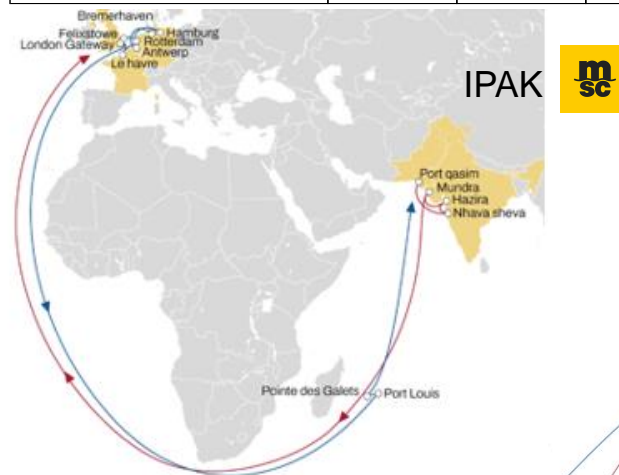 Bremerhaven
Felixstowe
Hamburg
London Gateway
Rotterdam
Antwerp
Le havre
IPAK
m
sc
Port qasim
Mundra
Hazira
Nhava sheva
Pointe des Galets
Port Louis